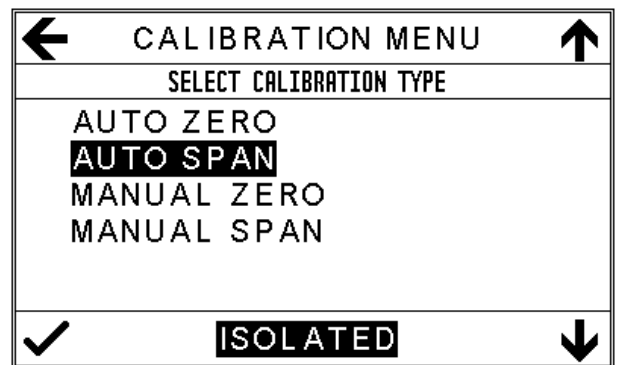 CALIBRATION MENU
SELECT CALIBRATION TYPE
AUTO ZERO
AUTO SPAN
MANUAL ZERO
MANUAL SPAN
ISOLATED